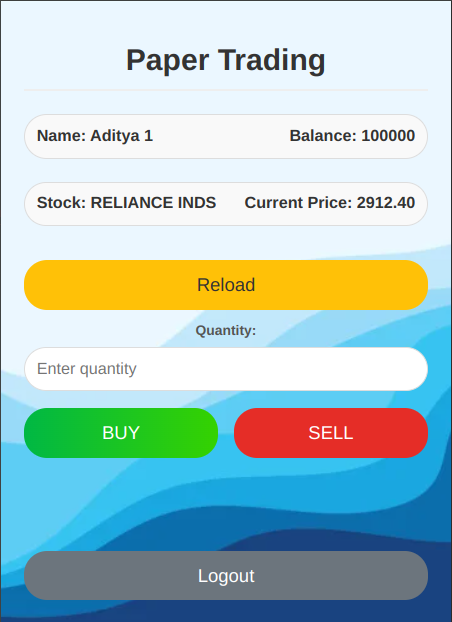 Paper Trading
Name: Aditya 1 Balance: 100000
Stock: RELIANCE INDS Current Price: 2912.40
Reload
Quantity:
Enter quantity
BUY SELL
Logout